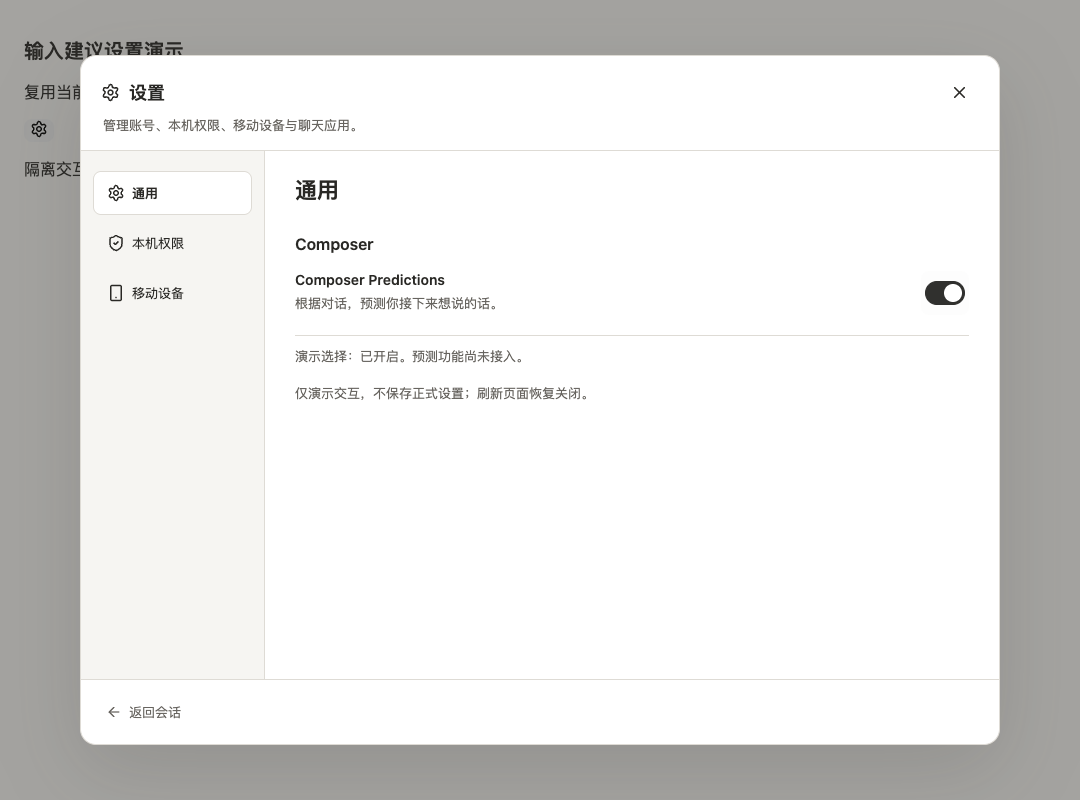 输入建议设置演示
复用当前
隔离交互
设置
管理账号、本机权限、移动设备与聊天应用。
通用
本机权限
移动设备
通用
Composer
Composer Predictions
根据对话，预测你接下来想说的话。
演示选择：已开启。预测功能尚未接入。
仅演示交互，不保存正式设置；刷新页面恢复关闭。
返回会话